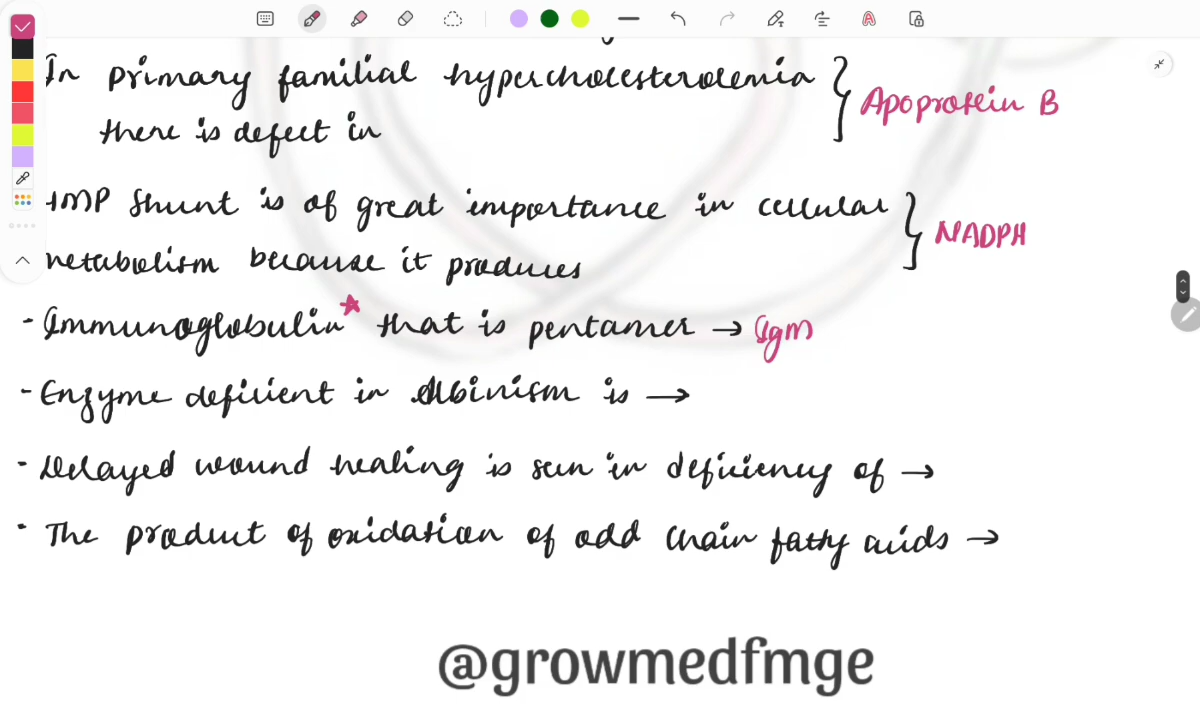 In primary familial hypercholesterolemia
there is defect in
Apoprotein B
HMP Shunt is of great importance in cellular
metabolism because it produces
NADPH
- Immunoglobulin* that is pentamer → IgM
- Enzyme deficient in Albinism is →
- Delayed wound healing is seen in deficiency of →
- The product of oxidation of odd chain fatty acids →
@growmedfmge